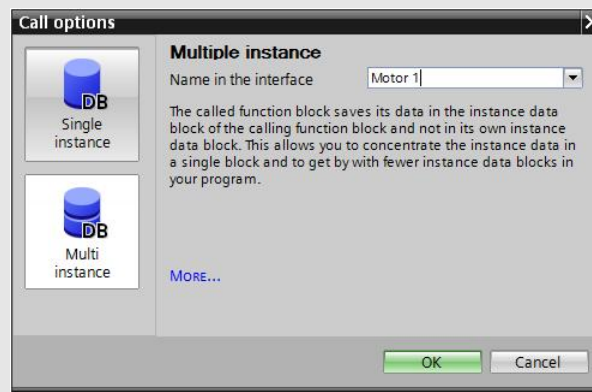 Call options
DB
Single
instance
DB
Multi
instance
Multiple instance
Name in the interface
Motor 1
The called function block saves its data in the instance data
block of the calling function block and not in its own instance
data block. This allows you to concentrate the instance data in
a single block and to get by with fewer instance data blocks in
your program.
MORE...
OK
Cancel